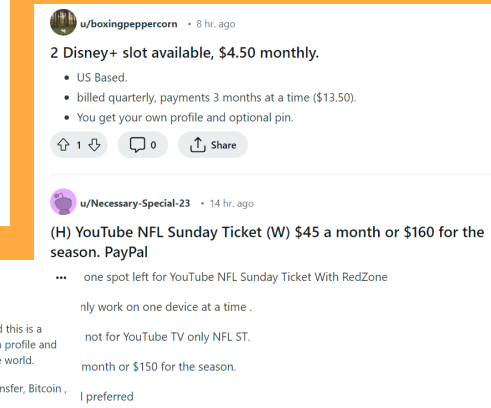 u/boxingpeppercorn • 8 hr. ago
2 Disney+ slot available, $4.50 monthly.
• US Based.
• billed quarterly, payments 3 months at a time ($13.50).
• You get your own profile and optional pin.
1 0 Share
u/Necessary-Special-23 • 14 hr. ago
(H) YouTube NFL Sunday Ticket (W) $45 a month or $160 for the
season. PayPal
••• one spot left for YouTube NFL Sunday Ticket With RedZone
nly work on one device at a time .
not for YouTube TV only NFL ST.
month or $150 for the season.
l preferred
d this is a
profile and
world.
nsfer, Bitcoin ,